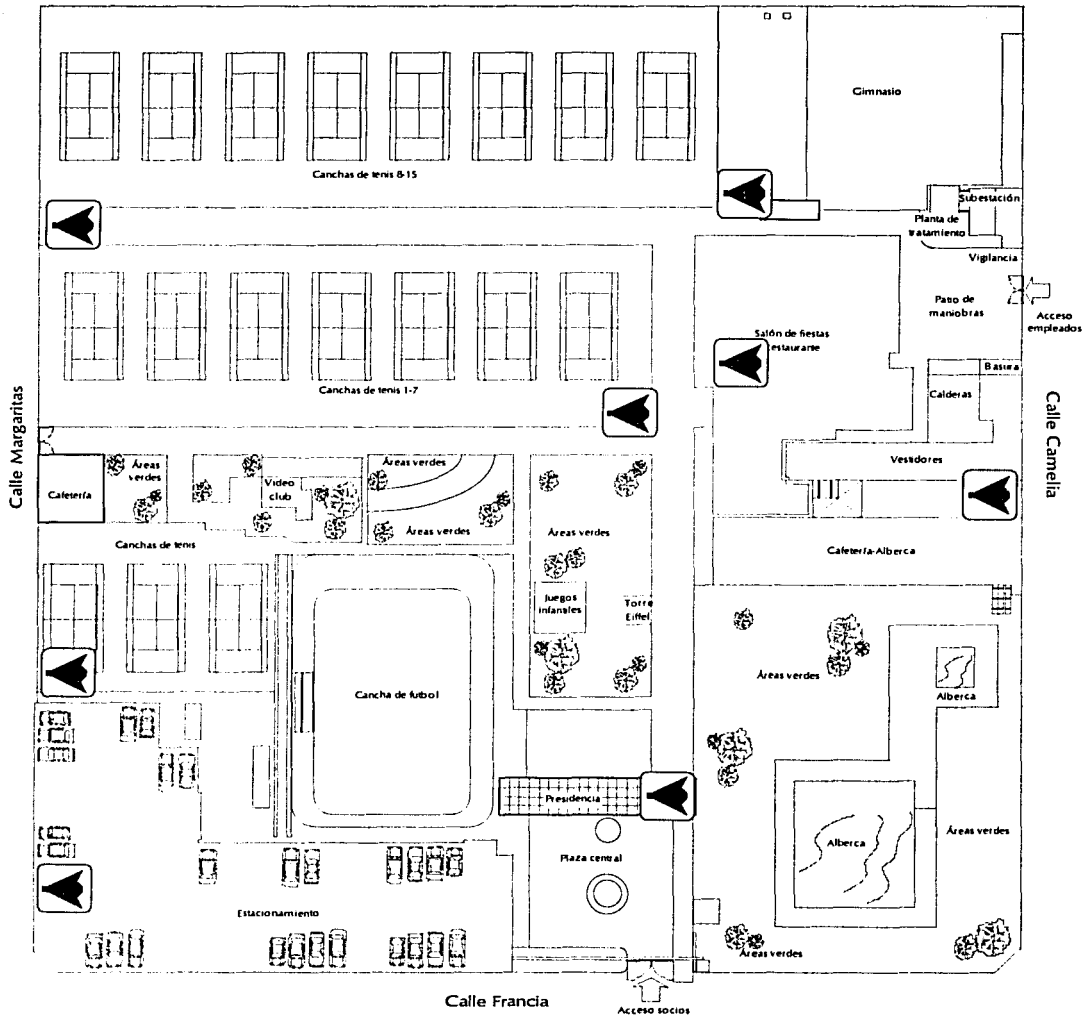 Gimnasio
Canchas de tenis 8-15
Subestación
Planta de
tratamiento
Vigilancia
Patio de
maniobras
Acceso
empleados
Salón de fiestas
estaurante
Canchas de tenis 1-7
Basura
Calderas
Calle Margaritas
Calle Camelia
Vestidores
Áreas
verdes
Cafetería
Video
club
Áreas verdes
Áreas verdes
Áreas verdes
Canchas de tenis
Cafetería-Alberca
Juegos
infantiles
Torre
Eiffel
Áreas verdes
Alberca
Cancha de futbol
Presidencia
Plaza central
Alberca
Áreas verdes
Estacionamiento
Áreas verdes
Calle Francia
Acceso socios